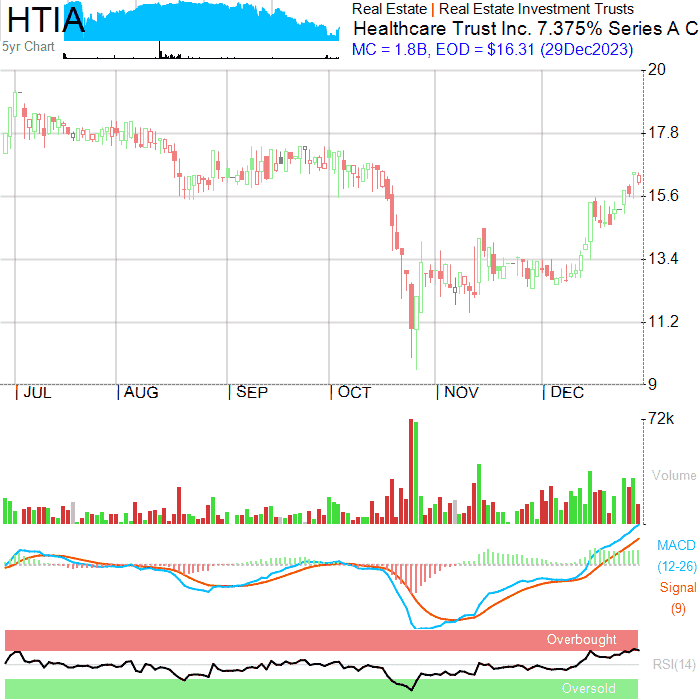 HTIA
5yr Chart
Real Estate | Real Estate Investment Trusts
Healthcare Trust Inc. 7.375% Series A C
MC = 1.8B, EOD = $16.31 (29Dec2023)
20
17.8
15.6
13.4
11.2
9
JUL AUG SEP OCT NOV DEC
72k
Volume
MACD
(12-26)
Signal
(9)
Overbought
RSI(14)
Oversold